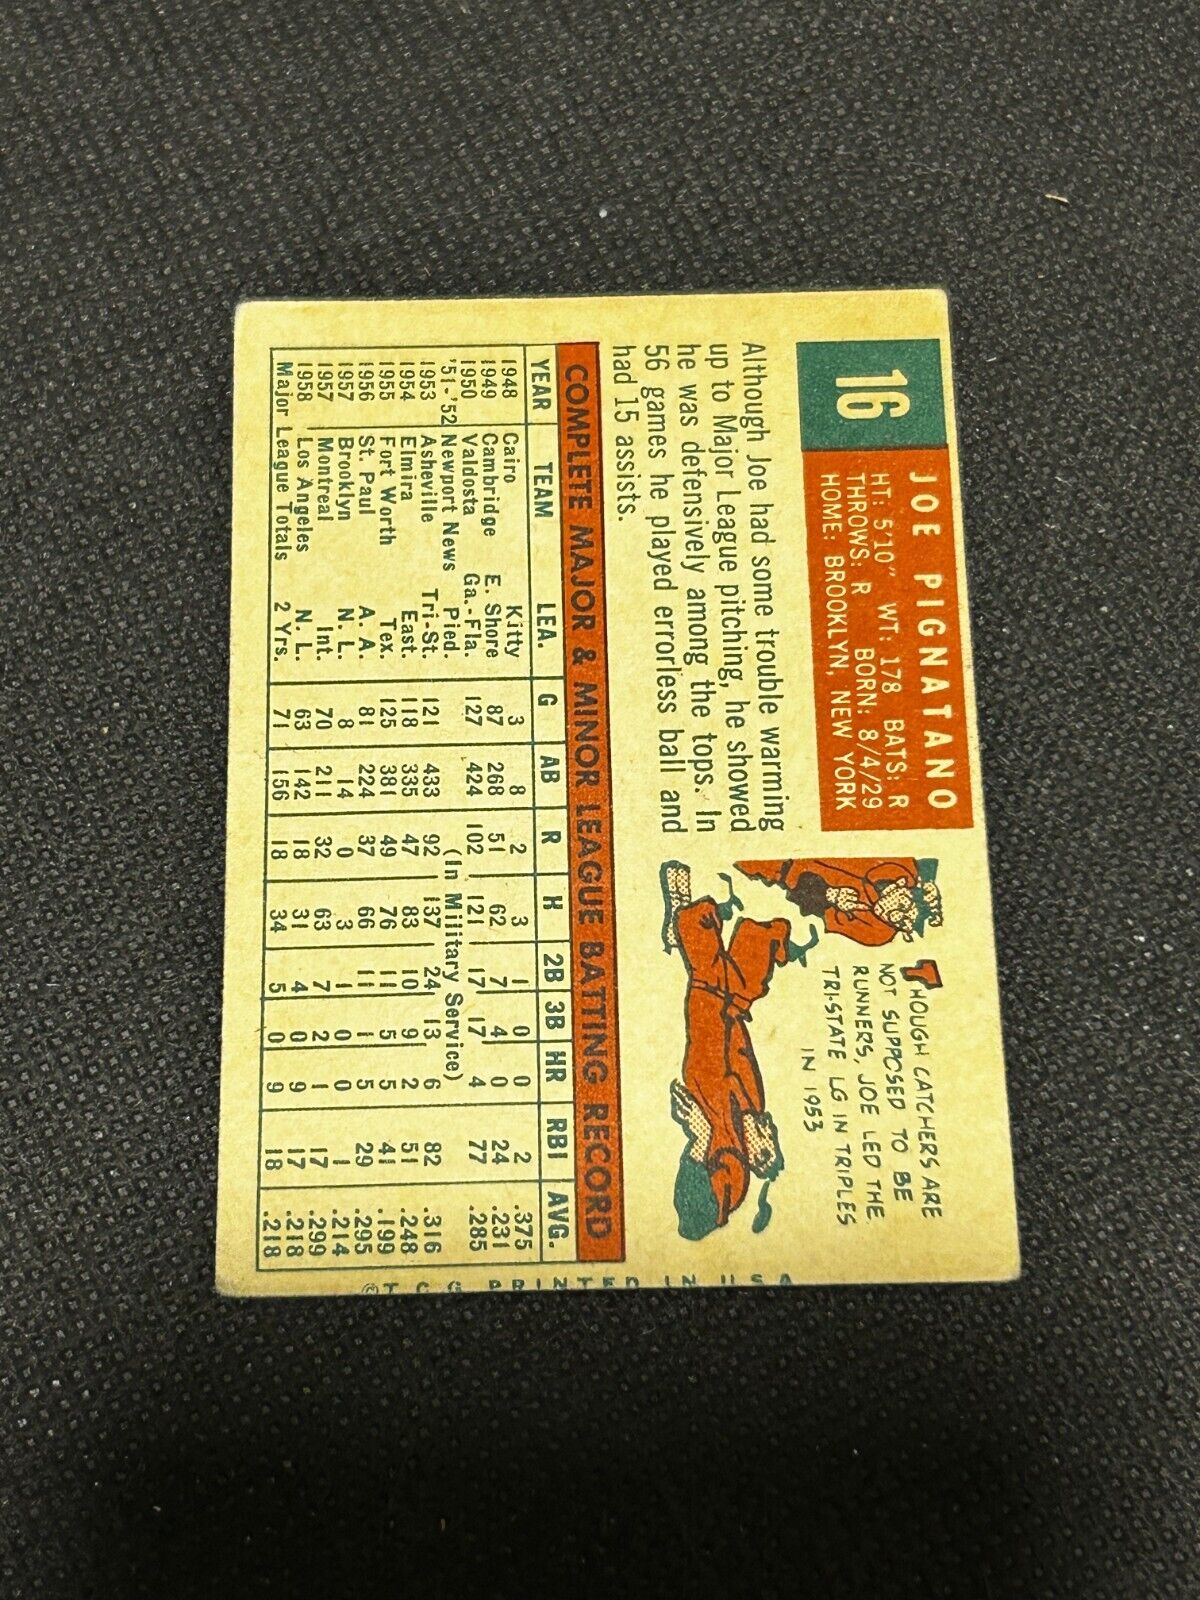 16
JOE PIGNATANO
HT: 5'10" WT: 178 BATS: R
THROWS: R BORN: 8/4/29
HOME: BROOKLYN, NEW YORK
Although Joe had some trouble warming
up to Major League pitching, he showed
he was defensively among the tops. In
56 games he played errorless ball and
had 15 assists.
THOUGH CATCHERS ARE
NOT SUPPOSED TO BE
RUNNERS, JOE LED THE
TRI-STATE LG IN TRIPLES
IN 1953
COMPLETE MAJOR & MINOR LEAGUE BATTING RECORD
YEAR TEAM LEA. G AB R H 2B 3B HR RBI AVG.
1948 Cairo Kitty 3 8 2 3 1 0 0 2 .375
1949 Cambridge E. Shore 87 268 51 62 7 4 0 24 .231
1950 Valdosta Ga.-Fla. 127 424 102 121 17 17 4 77 .285
'51-'52 Newport News Pied. (In Military Service)
1953 Asheville Tri-St. 121 433 92 137 24 13 6 82 .316
1954 Elmira East. 118 335 47 83 10 9 2 51 .248
1955 Fort Worth Tex. 125 381 49 76 11 5 5 41 .199
1956 St. Paul A. A. 81 224 37 66 11 1 5 29 .295
1957 Brooklyn N. L. 8 14 0 3 1 0 0 1 .214
1957 Montreal Int. 70 211 32 63 7 2 1 17 .299
1958 Los Angeles N. L. 63 142 18 31 4 0 9 17 .218
Major League Totals 2 Yrs. 71 156 18 34 5 0 9 18 .218
©T.C.G. PRINTED IN U.S.A.